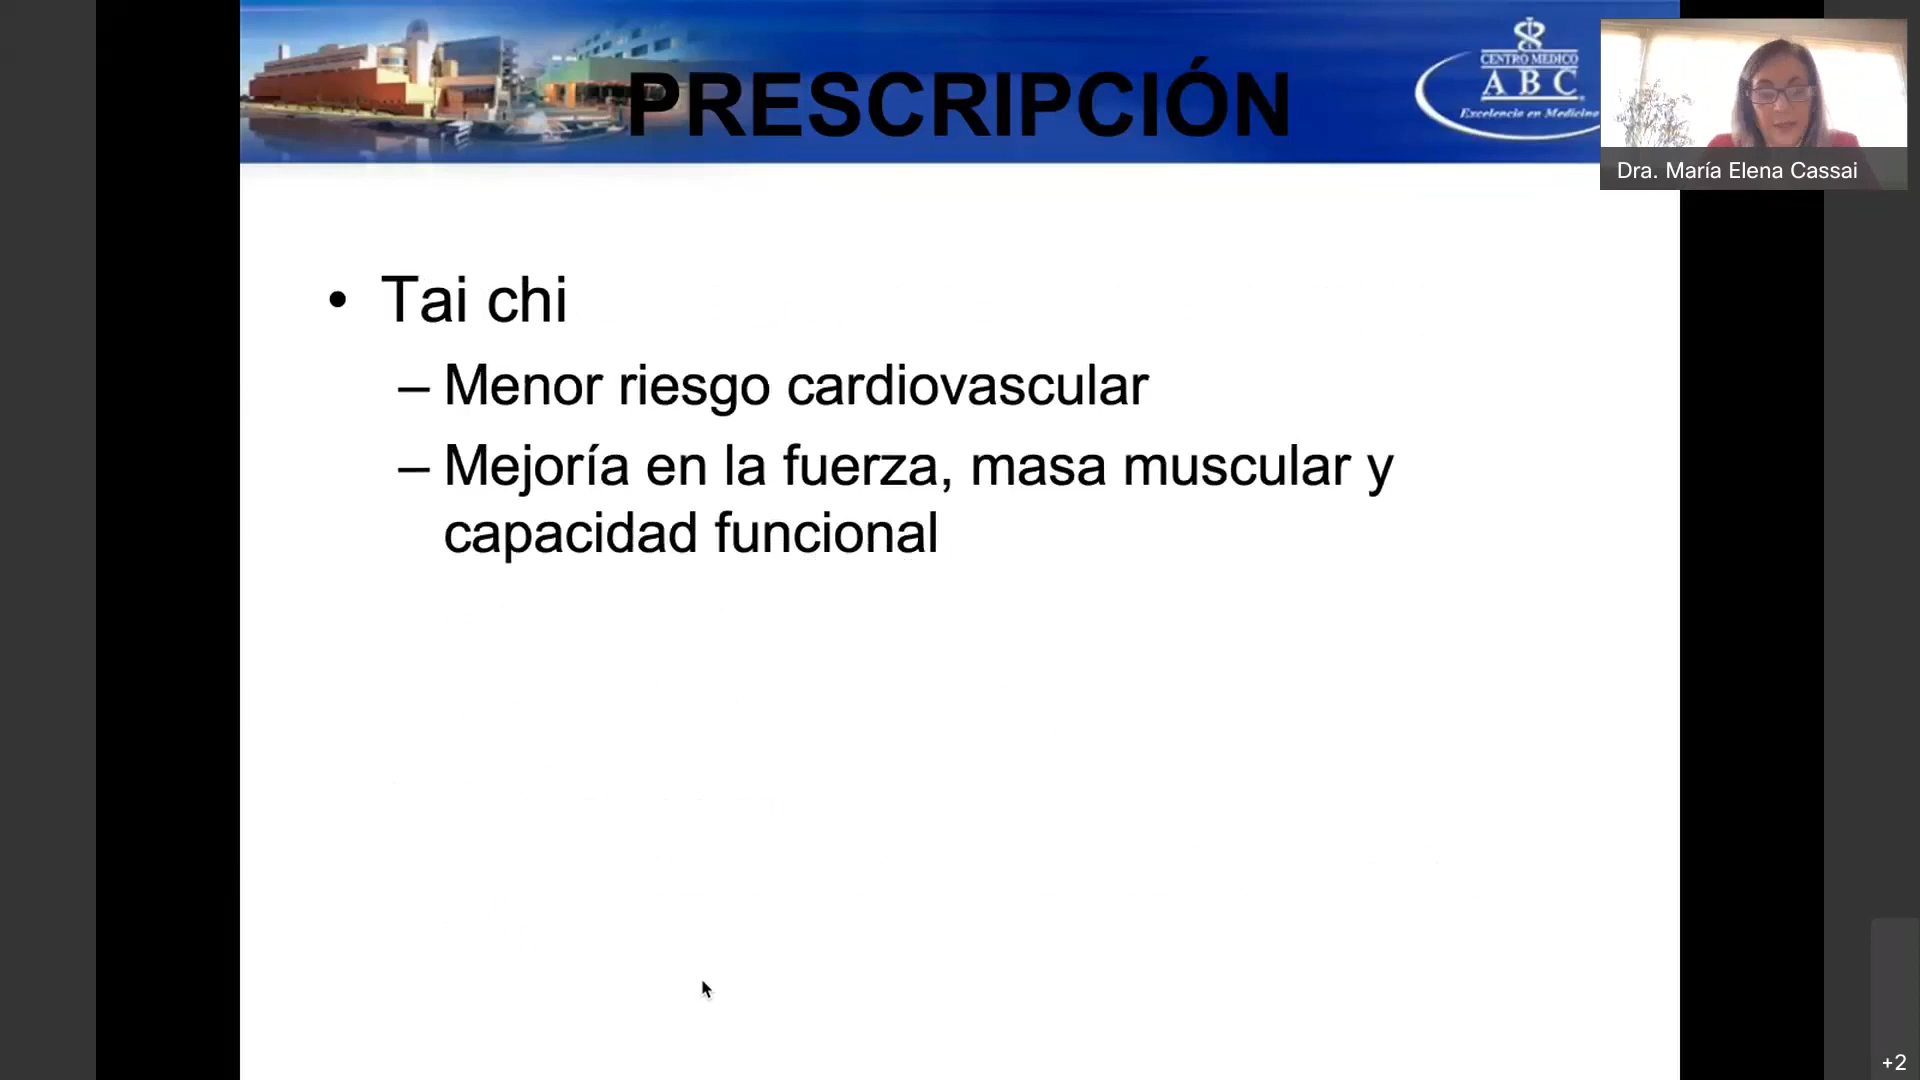 PRESCRIPCIÓN
CENTRO MEDICO
ABC
Excelencia en Medicina
Dra. María Elena Cassai
• Tai chi
– Menor riesgo cardiovascular
– Mejoría en la fuerza, masa muscular y
capacidad funcional
+2